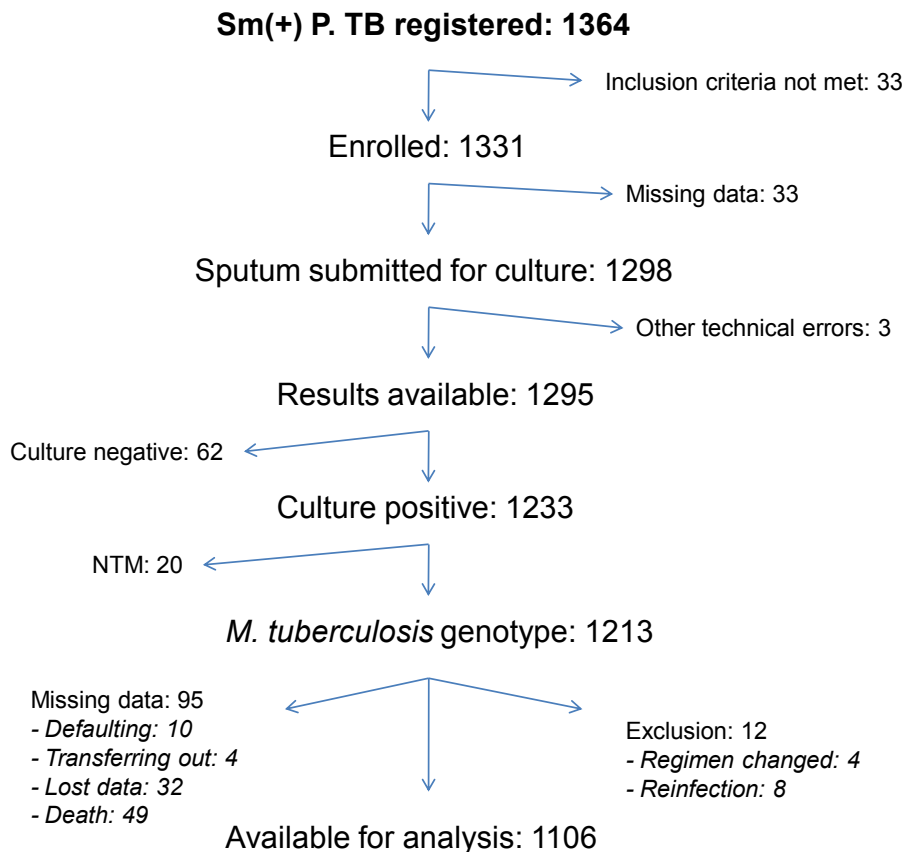 Sm(+) P. TB registered: 1364
Inclusion criteria not met: 33
Enrolled: 1331
Missing data: 33
Sputum submitted for culture: 1298
Other technical errors: 3
Results available: 1295
Culture negative: 62
Culture positive: 1233
NTM: 20
M. tuberculosis genotype: 1213
Missing data: 95
- Defaulting: 10
- Transferring out: 4
- Lost data: 32
- Death: 49
Exclusion: 12
- Regimen changed: 4
- Reinfection: 8
Available for analysis: 1106